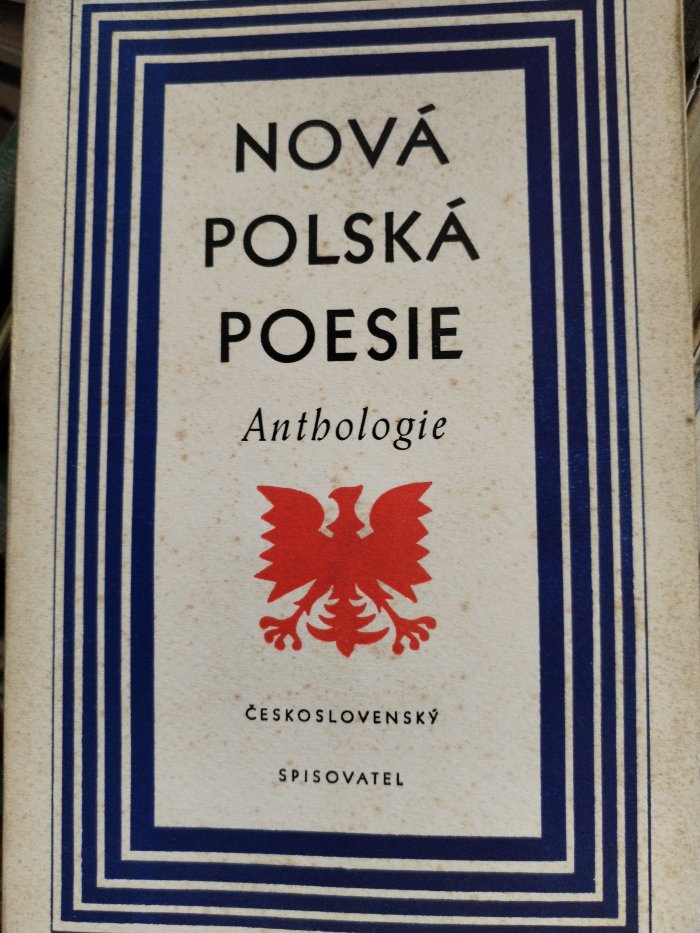 NOVÁ
POLSKÁ
POESIE
Anthologie
ČESKOSLOVENSKÝ
SPISOVATEL